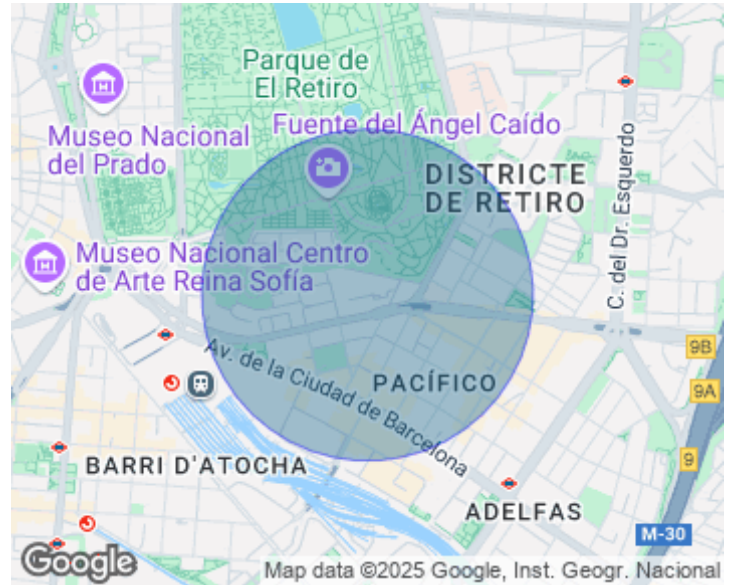 Parque de
El Retiro
Museo Nacional
del Prado
Fuente del Ángel Caído
DISTRICTE
DE RETIRO
C. del Dr. Esquerdo
Museo Nacional Centro
de Arte Reina Sofía
Av. de la Ciudad de Barcelona
9B
PACÍFICO
9A
BARRI D'ATOCHA
9
ADELFAS
M-30
Google
Map data ©2025 Google, Inst. Geogr. Nacional